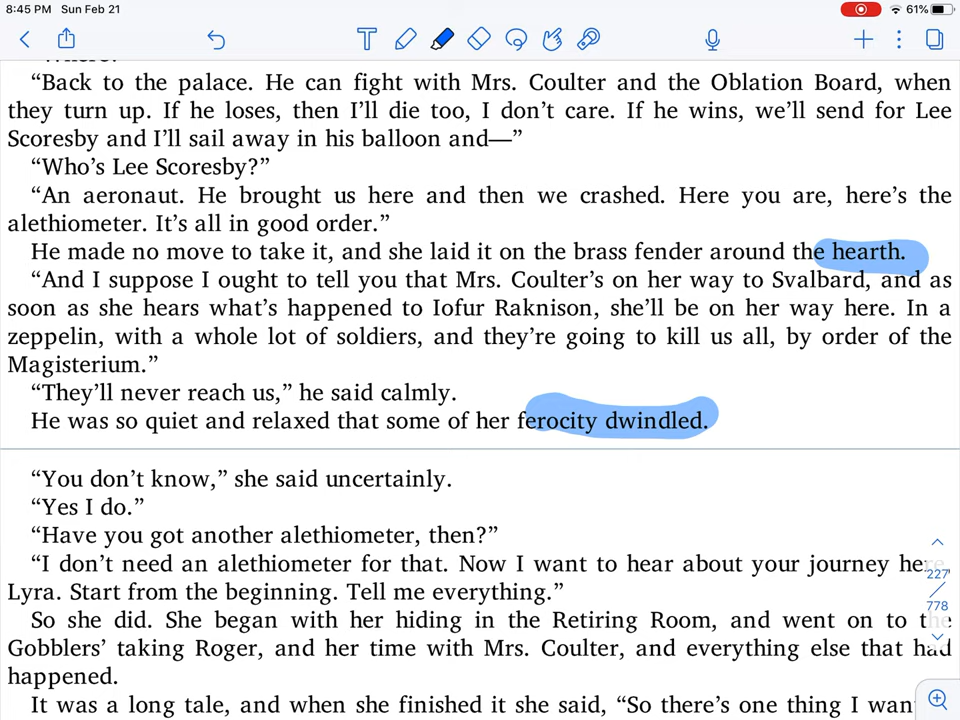 8:45 PM Sun Feb 21
61%
“Back to the palace. He can fight with Mrs. Coulter and the Oblation Board, when
they turn up. If he loses, then I’ll die too, I don’t care. If he wins, we’ll send for Lee
Scoresby and I’ll sail away in his balloon and—”
“Who’s Lee Scoresby?”
“An aeronaut. He brought us here and then we crashed. Here you are, here’s the
alethiometer. It’s all in good order.”
He made no move to take it, and she laid it on the brass fender around the hearth.
“And I suppose I ought to tell you that Mrs. Coulter’s on her way to Svalbard, and as
soon as she hears what’s happened to Iofur Raknison, she’ll be on her way here. In a
zeppelin, with a whole lot of soldiers, and they’re going to kill us all, by order of the
Magisterium.”
“They’ll never reach us,” he said calmly.
He was so quiet and relaxed that some of her ferocity dwindled.
“You don’t know,” she said uncertainly.
“Yes I do.”
“Have you got another alethiometer, then?”
“I don’t need an alethiometer for that. Now I want to hear about your journey here,
227
Lyra. Start from the beginning. Tell me everything.”
778
So she did. She began with her hiding in the Retiring Room, and went on to the
Gobblers’ taking Roger, and her time with Mrs. Coulter, and everything else that had
happened.
It was a long tale, and when she finished it she said, “So there’s one thing I wan